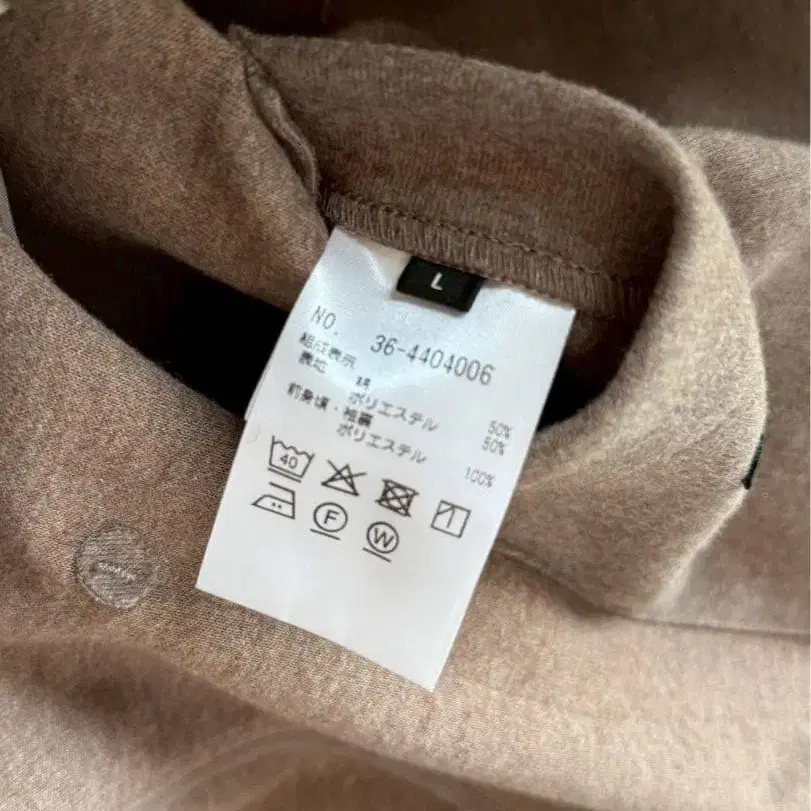 L
NO. 36-4404006
組成表示
表地 綿 50%
ポリエステル 50%
前身頃・袖裏
ポリエステル 100%
40
F W